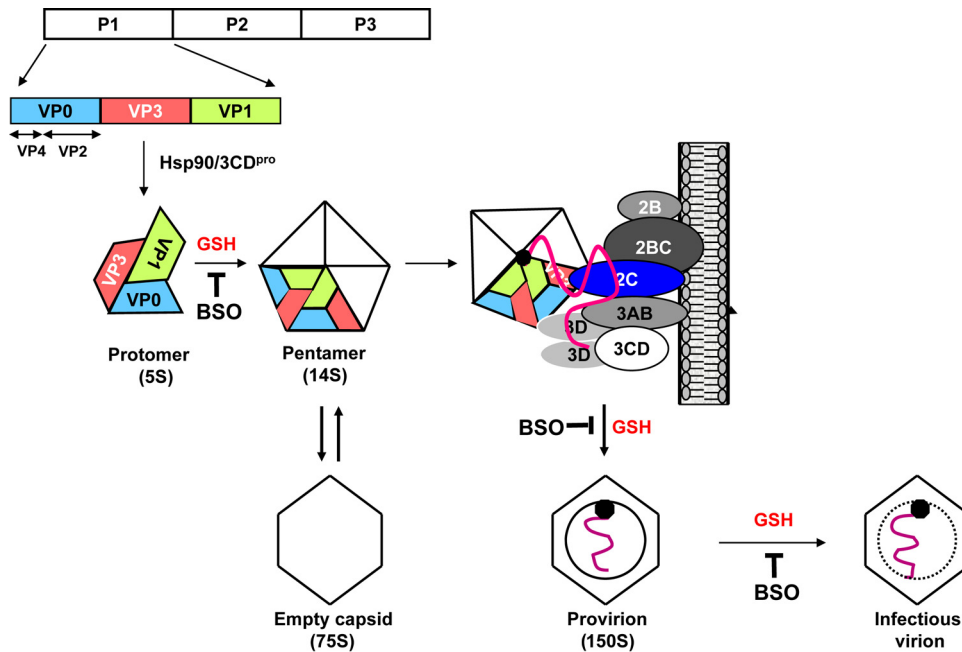 P1 P2 P3
VP0 VP3 VP1
VP4 VP2
Hsp90/3CDpro
VP3 VP1 VP0
GSH
BSO
Protomer
(5S)
Pentamer
(14S)
2B
2BC
2C
3AB
3D
3CD
3D
BSO GSH
GSH
BSO
Empty capsid
(75S)
Provirion
(150S)
Infectious
virion